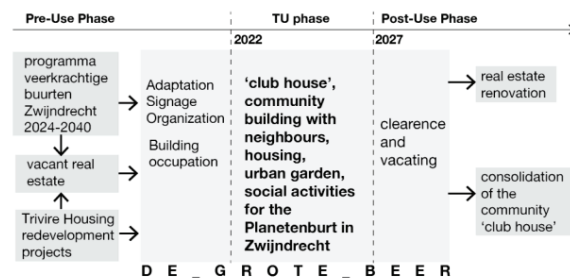 Pre-Use Phase
TU phase
Post-Use Phase
2022
2027
programma
veerkrachtige
buurten
Zwijndrecht
2024-2040
vacant real
estate
Trivire Housing
redevelopment
projects
Adaptation
Signage
Organization
Building
occupation
‘club house’,
community
building with
neighbours,
housing,
urban garden,
social activities
for the
Planetenburt in
Zwijndrecht
clearence
and
vacating
real estate
renovation
consolidation
of the
community
‘club house’
D E _ G R O T E _ B E E R